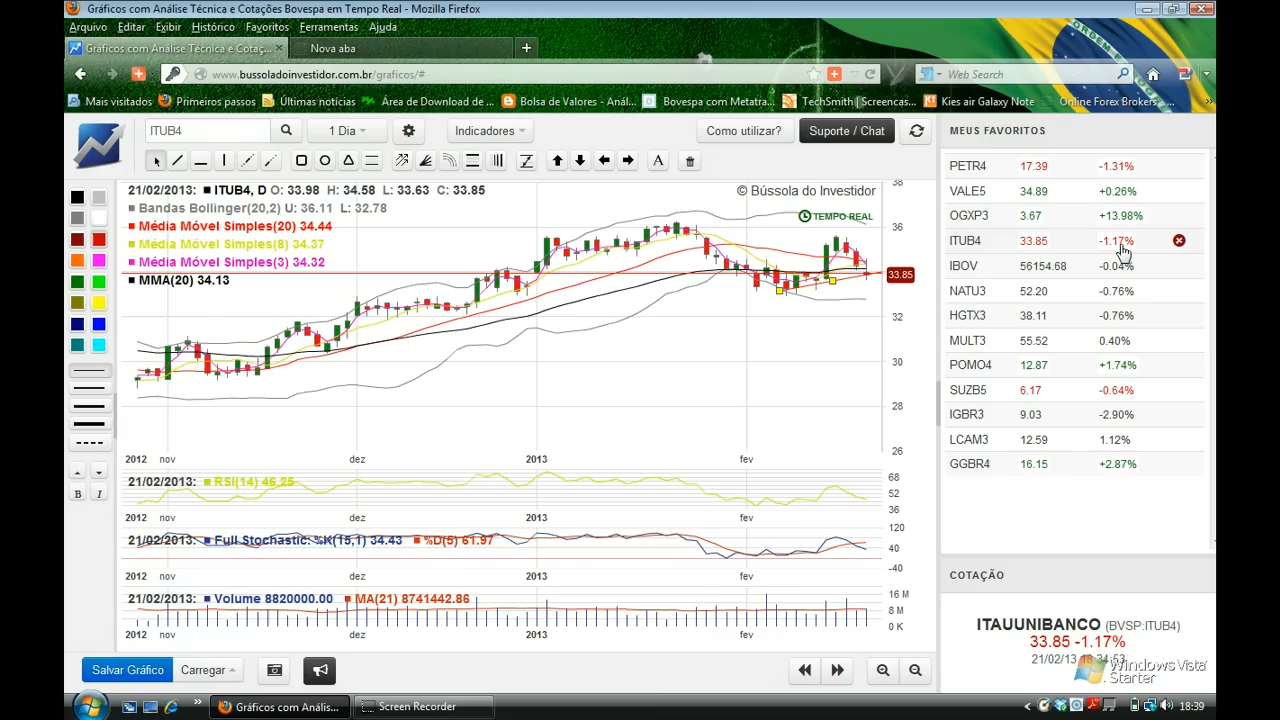 Gráficos com Análise Técnica e Cotações Bovespa em Tempo Real - Mozilla Firefox
Arquivo Editar Exibir Histórico Favoritos Ferramentas Ajuda
Gráficos com Análise Técnica e Cotaç... Nova aba
www.bussoladoinvestidor.com.br/graficos/# Web Search
Mais visitados Primeiros passos Últimas notícias Área de Download de ... Bolsa de Valores - Anál... Bovespa com Metatra... TechSmith | Screencas... Kies air Galaxy Note Online Forex Brokers ...
ITUB4 1 Dia Indicadores Como utilizar? Suporte / Chat
MEUS FAVORITOS
PETR4 17.39 -1.31%
VALE5 34.89 +0.26%
OGXP3 3.67 +13.98%
ITUB4 33.85 -1.17%
IBOV 56154.68 -0.04%
NATU3 52.20 -0.76%
HGTX3 38.11 -0.76%
MULT3 55.52 0.40%
POMO4 12.87 +1.74%
SUZB5 6.17 -0.64%
IGBR3 9.03 -2.90%
LCAM3 12.59 1.12%
GGBR4 16.15 +2.87%
21/02/2013: ITUB4, D O: 33.98 H: 34.58 L: 33.63 C: 33.85
© Bússola do Investidor
Bandas Bollinger(20,2) U: 36.11 L: 32.78
TEMPO REAL
Média Móvel Simples(20) 34.44
Média Móvel Simples(8) 34.37
Média Móvel Simples(3) 34.32
MMA(20) 34.13
38
36
33.85
32
30
28
26
2012 nov dez 2013 fev
21/02/2013: RSI(14) 46.25
68
52
36
2012 nov dez 2013 fev
21/02/2013: Full Stochastic: %K(15,1) 34.43 %D(5) 61.97
120
40
-40
2012 nov dez 2013 fev
21/02/2013: Volume 8820000.00 MA(21) 8741442.86
16 M
8 M
0 K
2012 nov dez 2013 fev
B I
A
Salvar Gráfico Carregar
COTAÇÃO
ITAUUNIBANCO (BVSP:ITUB4)
33.85 -1.17%
21/02/13 18:34:53
Windows Vista
Starter
Gráficos com Anális... Screen Recorder 18:39